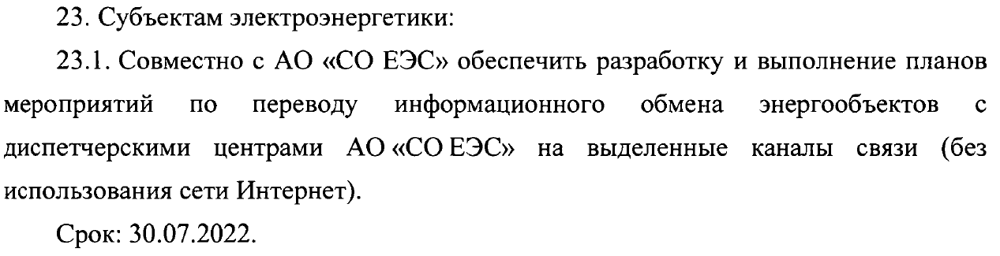 23. Субъектам электроэнергетики:
23.1. Совместно с АО «СО ЕЭС» обеспечить разработку и выполнение планов
мероприятий по переводу информационного обмена энергообъектов с
диспетчерскими центрами АО «СО ЕЭС» на выделенные каналы связи (без
использования сети Интернет).
Срок: 30.07.2022.